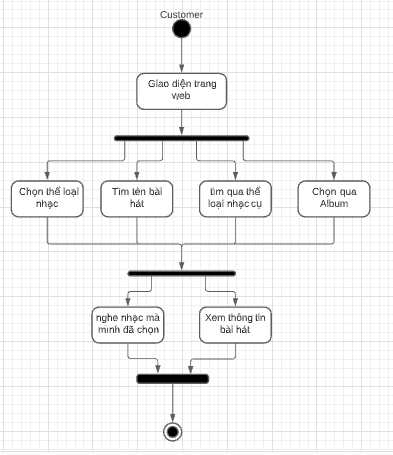 Customer
Giao diện trang
web
Chọn thể loại
nhạc
Tìm tên bài
hát
tìm qua thể
loại nhạc cụ
Chọn qua
Album
nghe nhạc mà
mình đã chọn
Xem thông tin
bài hát